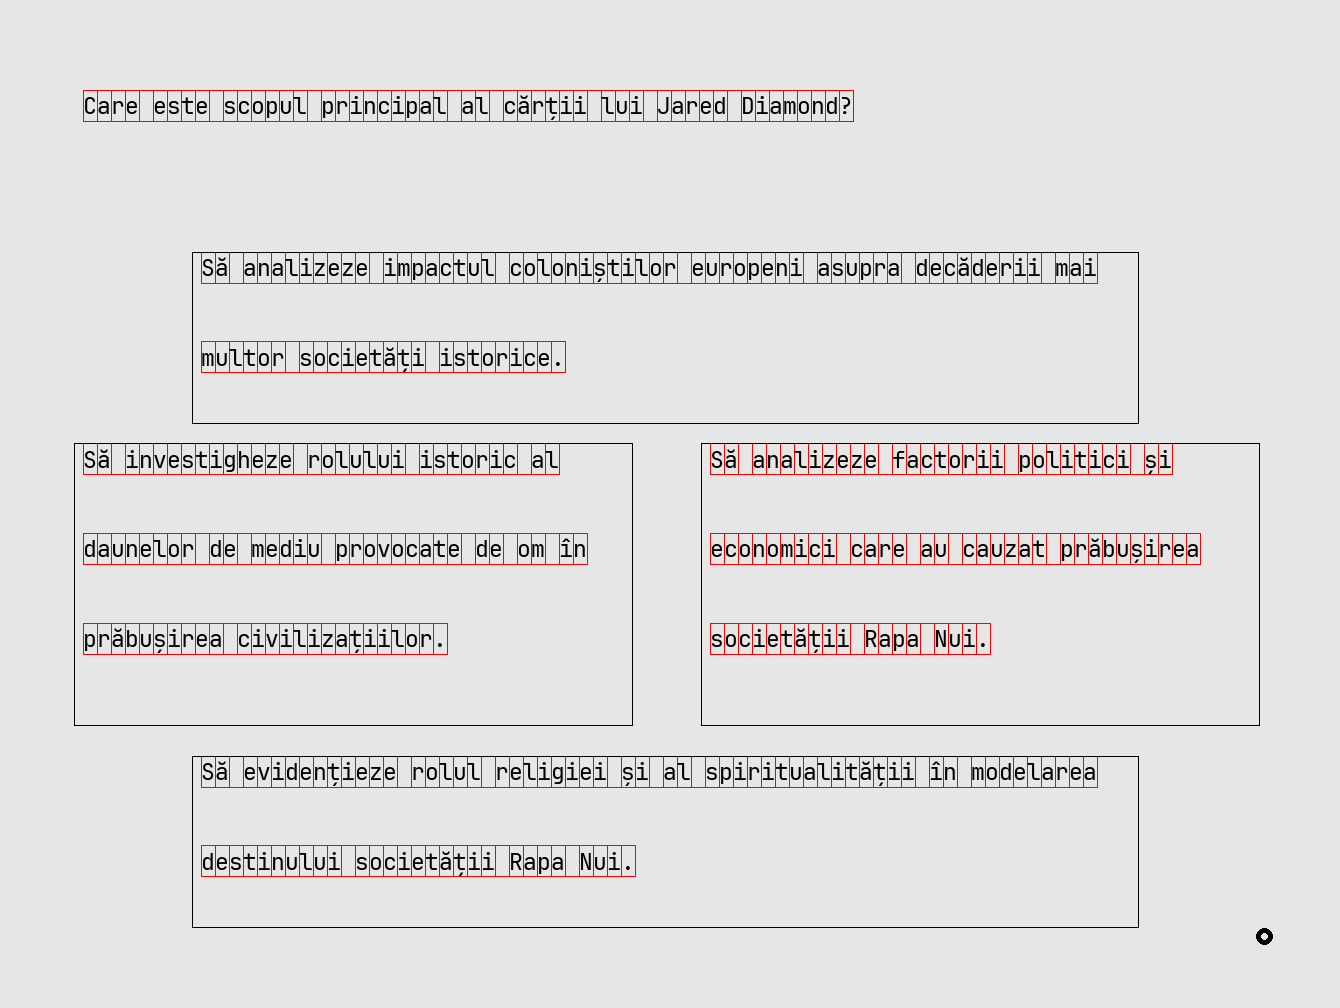 Care este scopul principal al cărții lui Jared Diamond?
Să analizeze impactul coloniștilor europeni asupra decăderii mai
multor societăți istorice.
Să investigheze rolului istoric al
daunelor de mediu provocate de om în
prăbușirea civilizațiilor.
Să analizeze factorii politici și
economici care au cauzat prăbușirea
societății Rapa Nui.
Să evidențieze rolul religiei și al spiritualității în modelarea
destinului societății Rapa Nui.